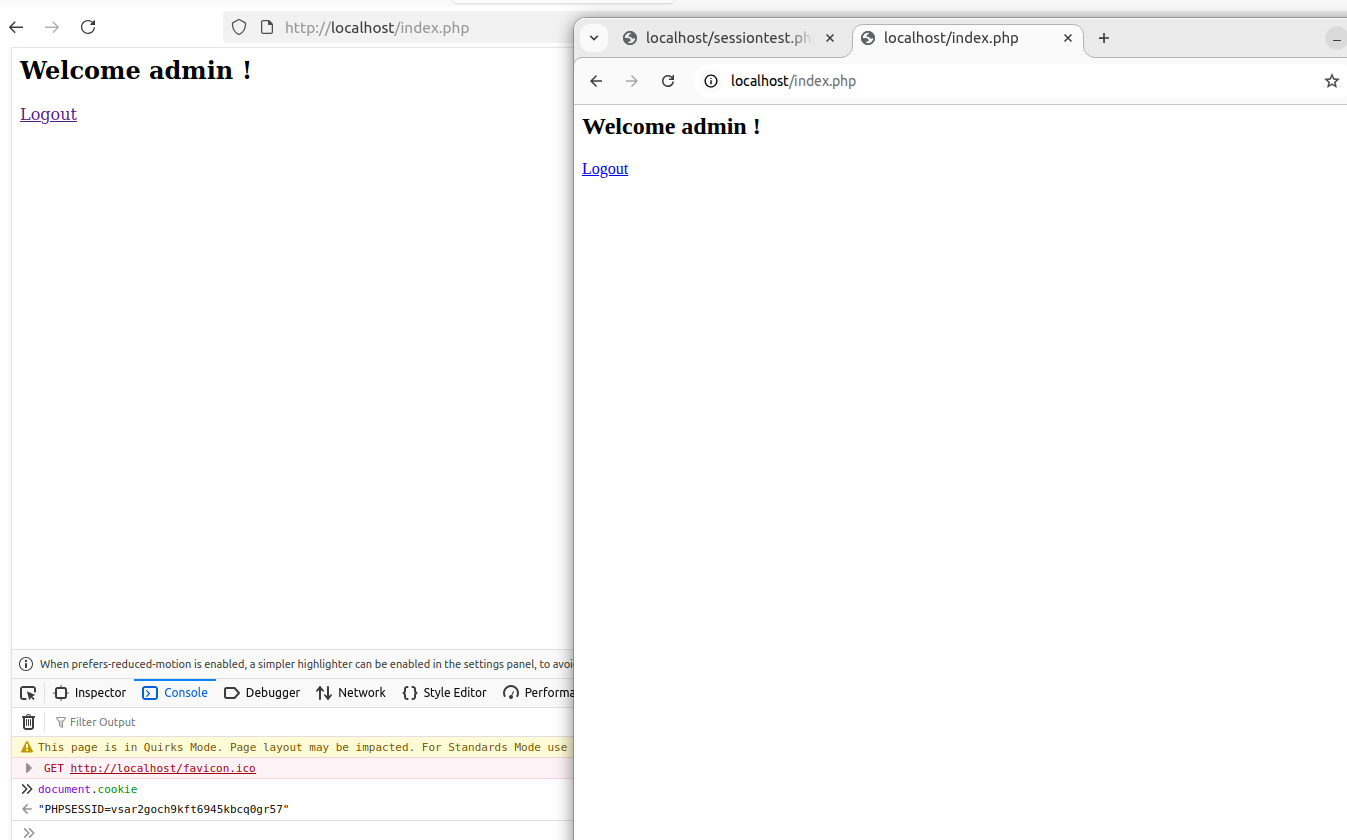 http://localhost/index.php
Welcome admin !
Logout
localhost/sessiontest.ph
localhost/index.php
localhost/index.php
Welcome admin !
Logout
When prefers-reduced-motion is enabled, a simpler highlighter can be enabled in the settings panel, to avoi
Inspector Console Debugger Network Style Editor Performa
Filter Output
This page is in Quirks Mode. Page layout may be impacted. For Standards Mode use
GET http://localhost/favicon.ico
document.cookie
"PHPSESSID=vsar2goch9kft6945kbcq0gr57"